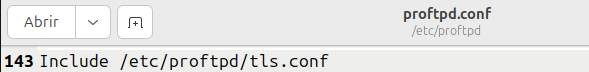 Abrir
proftpd.conf
/etc/proftpd
143 Include /etc/proftpd/tls.conf